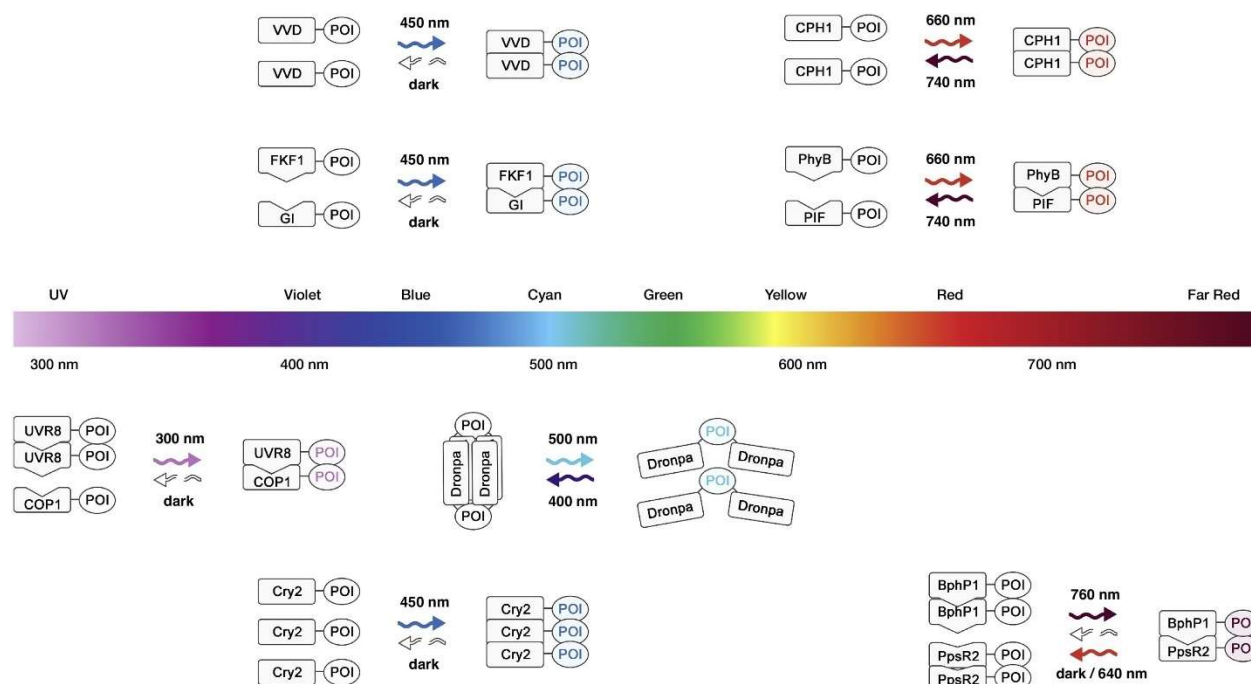 450 nm
VVD POI
VVD POI
VVD POI
VVD POI
dark
660 nm
CPH1 POI
CPH1 POI
CPH1 POI
CPH1 POI
740 nm
450 nm
FKF1 POI
FKF1 POI
GI POI
GI POI
dark
660 nm
PhyB POI
PhyB POI
PIF POI
PIF POI
740 nm
UV Violet Blue Cyan Green Yellow Red Far Red
300 nm 400 nm 500 nm 600 nm 700 nm
UVR8 POI
UVR8 POI
COP1 POI
300 nm
dark
UVR8 POI
COP1 POI
POI
Dronpa Dronpa
POI
500 nm
400 nm
POI
Dronpa Dronpa
POI
Dronpa Dronpa
Cry2 POI
Cry2 POI
Cry2 POI
450 nm
dark
Cry2 POI
Cry2 POI
Cry2 POI
BphP1 POI
BphP1 POI
PpsR2 POI
PpsR2 POI
760 nm
dark / 640 nm
BphP1 PO
PpsR2 PO